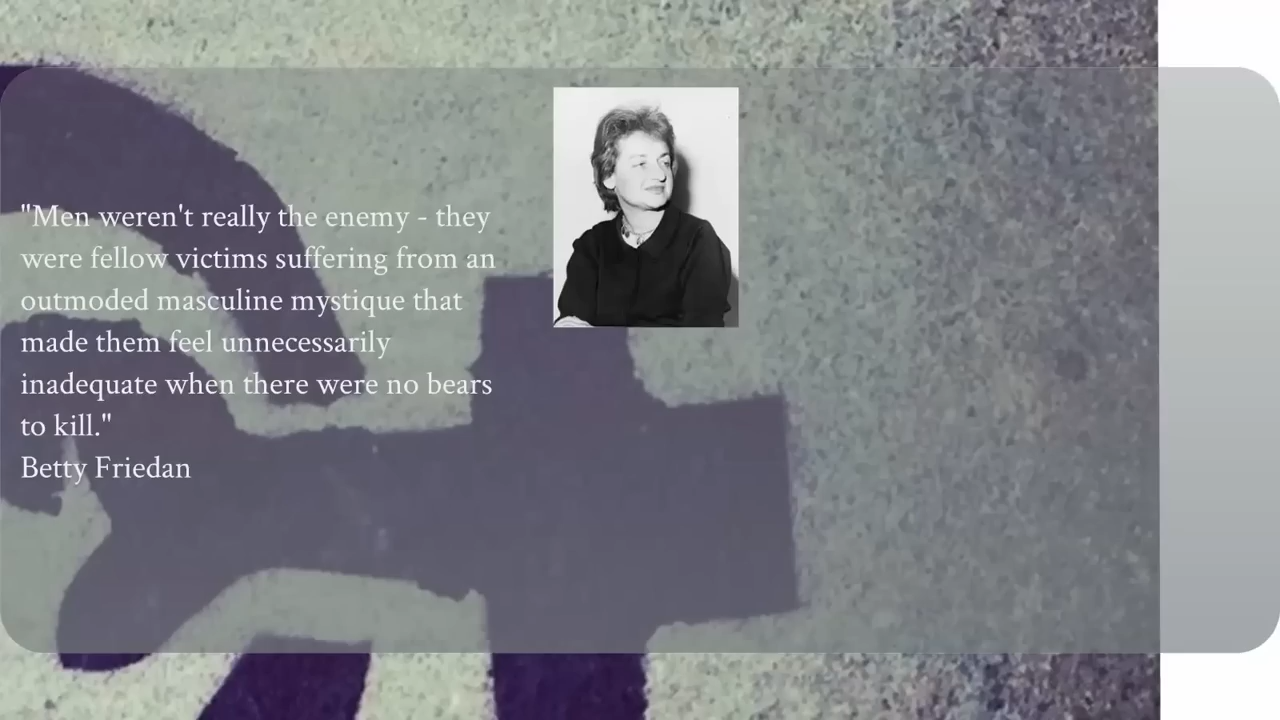 "Men weren't really the enemy - they
were fellow victims suffering from an
outmoded masculine mystique that
made them feel unnecessarily
inadequate when there were no bears
to kill."
Betty Friedan